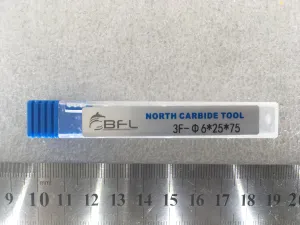 BFL
NORTH CARBIDE TOOL
3F-Φ6*25*75
9 10 11 12 13 14 15 16 17 18 19 20